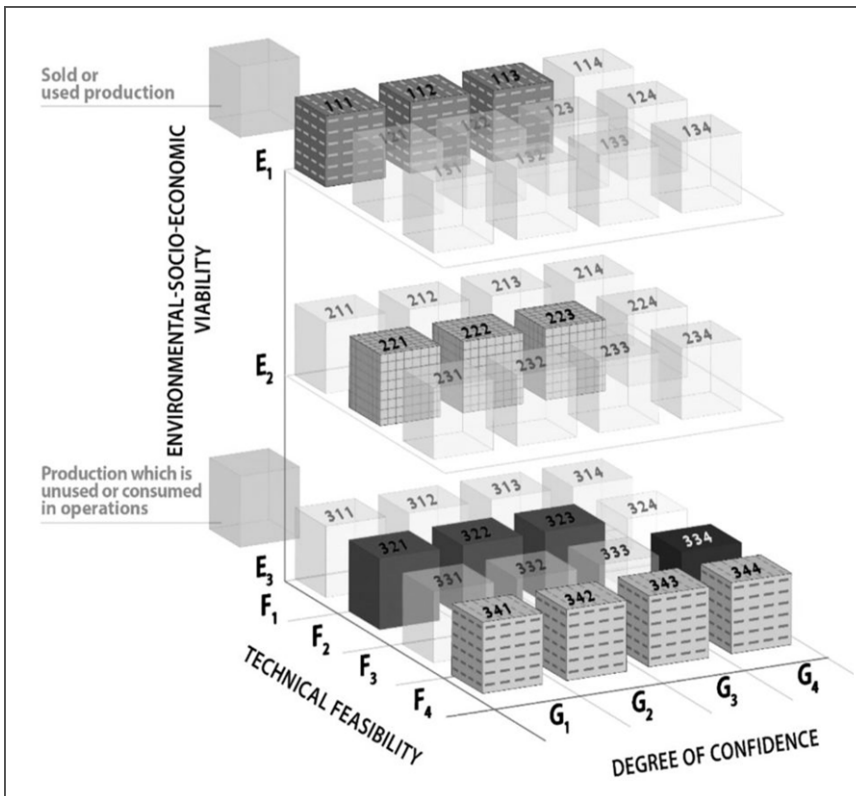 Sold or
used production
111
112
113
114
121
122
123
124
131
132
133
134
E1
ENVIRONMENTAL-SOCIO-ECONOMIC
VIABILITY
211
212
213
214
221
222
223
224
231
232
233
234
E2
Production which is
unused or consumed
in operations
311
312
313
314
321
322
323
324
331
332
333
334
341
342
343
344
E3
F1
F2
F3
F4
TECHNICAL FEASIBILITY
G1
G2
G3
G4
DEGREE OF CONFIDENCE